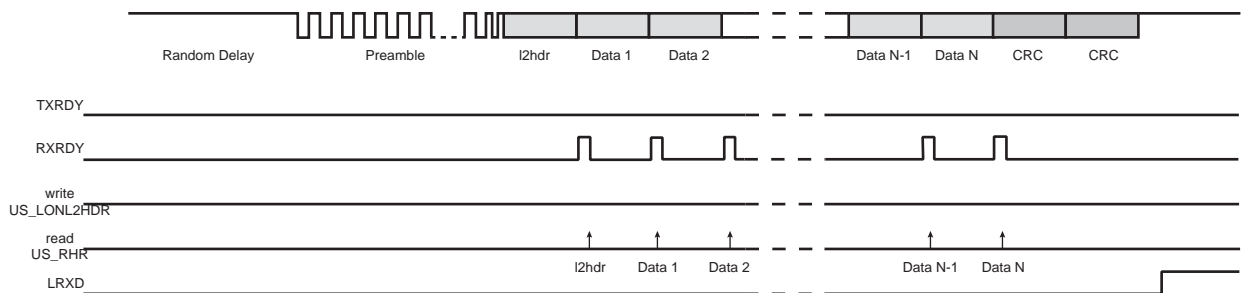 l2hdr Data 1 Data 2 Data N-1 Data N CRC CRC
Random Delay Preamble
TXRDY
RXRDY
write
US_LONL2HDR
read
US_RHR
l2hdr Data 1 Data 2 Data N-1 Data N
LRXD